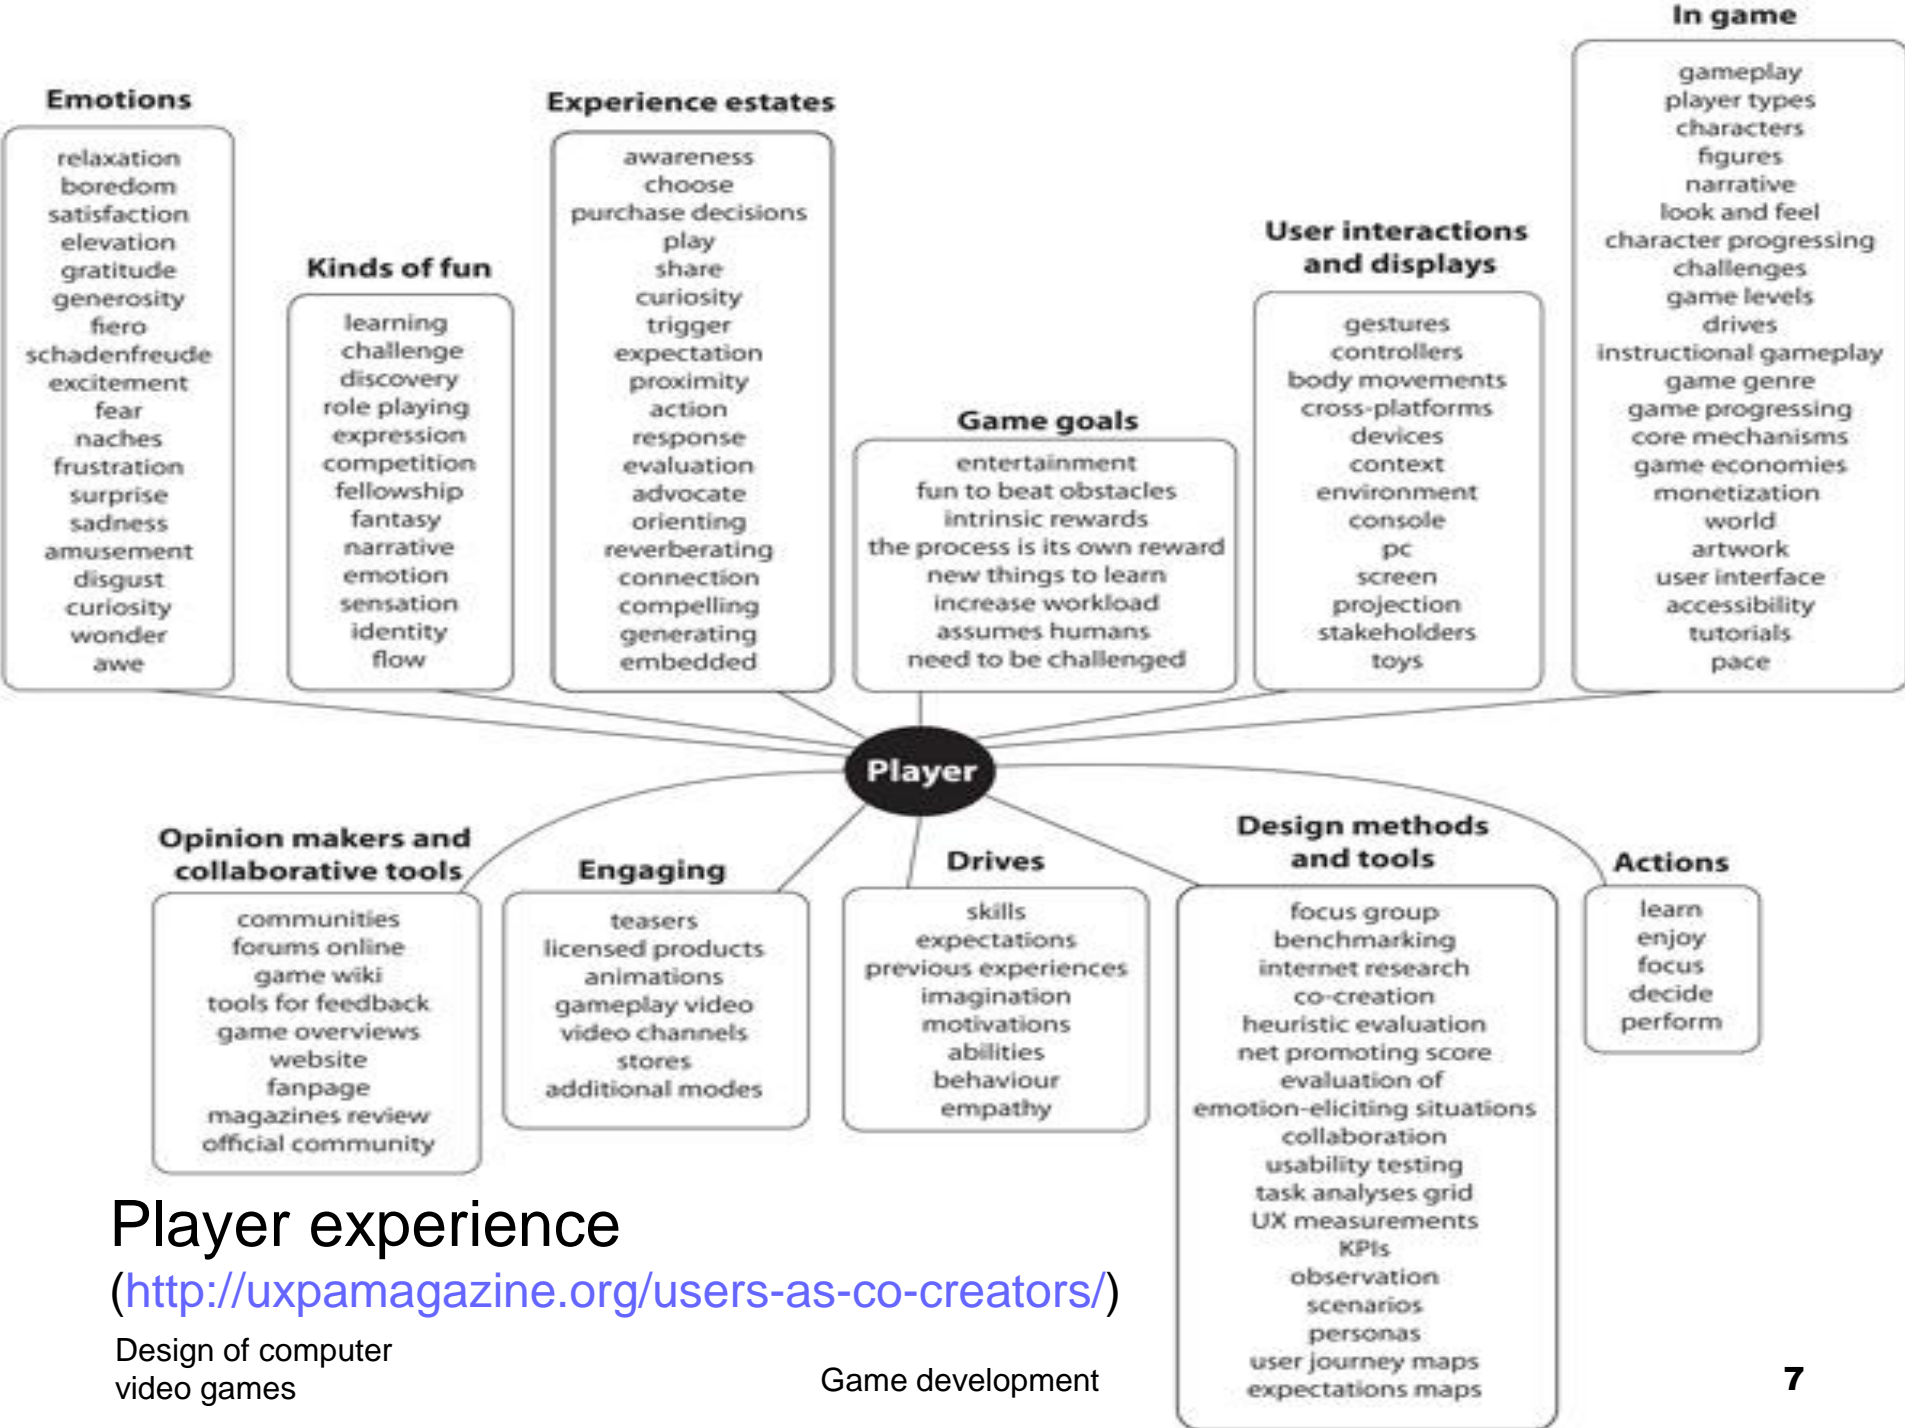 Emotions
relaxation
boredom
satisfaction
elevation
gratitude
generosity
fiero
schadenfreude
excitement
fear
naches
frustration
surprise
sadness
amusement
disgust
curiosity
wonder
awe
Kinds of fun
learning
challenge
discovery
role playing
expression
competition
fellowship
fantasy
narrative
emotion
sensation
identity
flow
Experience estates
awareness
choose
purchase decisions
play
share
curiosity
trigger
expectation
proximity
action
response
evaluation
advocate
orienting
reverberating
connection
compelling
generating
embedded
Game goals
entertainment
fun to beat obstacles
intrinsic rewards
the process is its own reward
new things to learn
increase workload
assumes humans
need to be challenged
User interactions
and displays
gestures
controllers
body movements
cross-platforms
devices
context
environment
console
pc
screen
projection
stakeholders
toys
In game
gameplay
player types
characters
figures
narrative
look and feel
character progressing
challenges
game levels
drives
instructional gameplay
game genre
game progressing
core mechanisms
game economies
monetization
world
artwork
user interface
accessibility
tutorials
pace
Player
Opinion makers and
collaborative tools
communities
forums online
game wiki
tools for feedback
game overviews
website
fanpage
magazines review
official community
Engaging
teasers
licensed products
animations
gameplay video
video channels
stores
additional modes
Drives
skills
expectations
previous experiences
imagination
motivations
abilities
behaviour
empathy
Design methods
and tools
focus group
benchmarking
internet research
co-creation
heuristic evaluation
net promoting score
evaluation of
emotion-eliciting situations
collaboration
usability testing
task analyses grid
UX measurements
KPIs
observation
scenarios
personas
user journey maps
expectations maps
Actions
learn
enjoy
focus
decide
perform
Player experience
(http://uxpamagazine.org/users-as-co-creators/)
Design of computer
video games
Game development
7